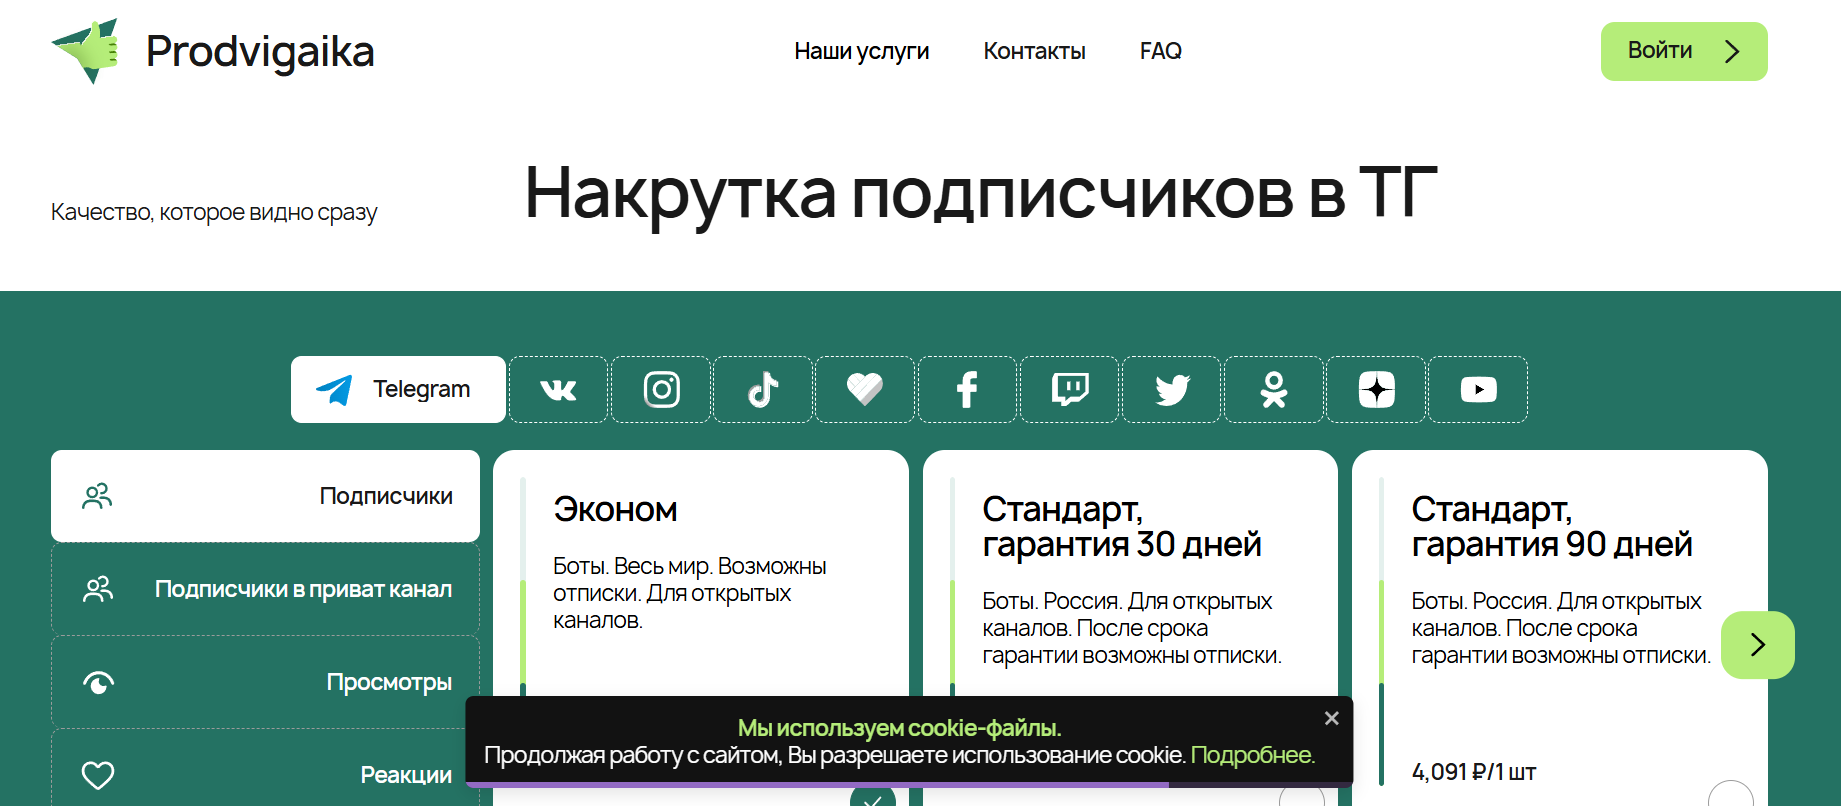 Prodvigaika
Наши услуги
Контакты
FAQ
Войти
Качество, которое видно сразу
Накрутка подписчиков в ТГ
Telegram
Подписчики
Подписчики в приват канал
Просмотры
Реакции
Эконом
Боты. Весь мир. Возможны
отписки. Для открытых
каналов.
Стандарт,
гарантия 30 дней
Боты. Россия. Для открытых
каналов. После срока
гарантии возможны отписки.
Стандарт,
гарантия 90 дней
Боты. Россия. Для открытых
каналов. После срока
гарантии возможны отписки.
4,091 ₽/1 шт
Мы используем cookie-файлы.
Продолжая работу с сайтом, Вы разрешаете использование cookie. Подробнее.